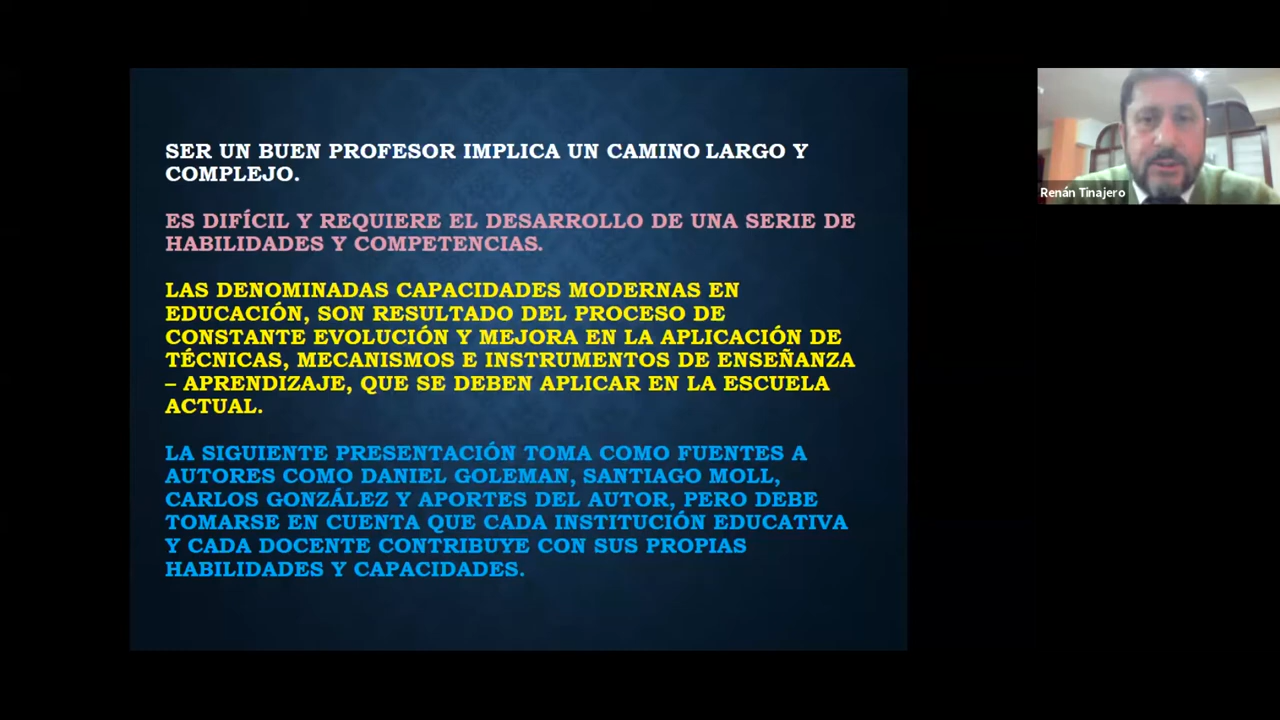 SER UN BUEN PROFESOR IMPLICA UN CAMINO LARGO Y
COMPLEJO.
ES DIFÍCIL Y REQUIERE EL DESARROLLO DE UNA SERIE DE
HABILIDADES Y COMPETENCIAS.
LAS DENOMINADAS CAPACIDADES MODERNAS EN
EDUCACIÓN, SON RESULTADO DEL PROCESO DE
CONSTANTE EVOLUCIÓN Y MEJORA EN LA APLICACIÓN DE
TÉCNICAS, MECANISMOS E INSTRUMENTOS DE ENSEÑANZA
– APRENDIZAJE, QUE SE DEBEN APLICAR EN LA ESCUELA
ACTUAL.
LA SIGUIENTE PRESENTACIÓN TOMA COMO FUENTES A
AUTORES COMO DANIEL GOLEMAN, SANTIAGO MOLL,
CARLOS GONZÁLEZ Y APORTES DEL AUTOR, PERO DEBE
TOMARSE EN CUENTA QUE CADA INSTITUCIÓN EDUCATIVA
Y CADA DOCENTE CONTRIBUYE CON SUS PROPIAS
HABILIDADES Y CAPACIDADES.
Renán Tinajero